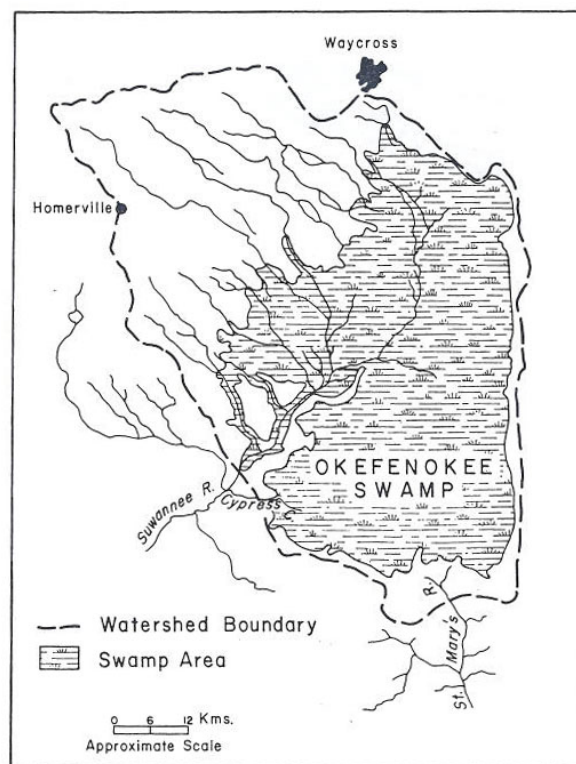 Waycross
Homerville
OKEFENOKEE
SWAMP
Suwannee R.
Cypress C.
St. Mary's R.
Watershed Boundary
Swamp Area
0 6 12 Kms.
Approximate Scale